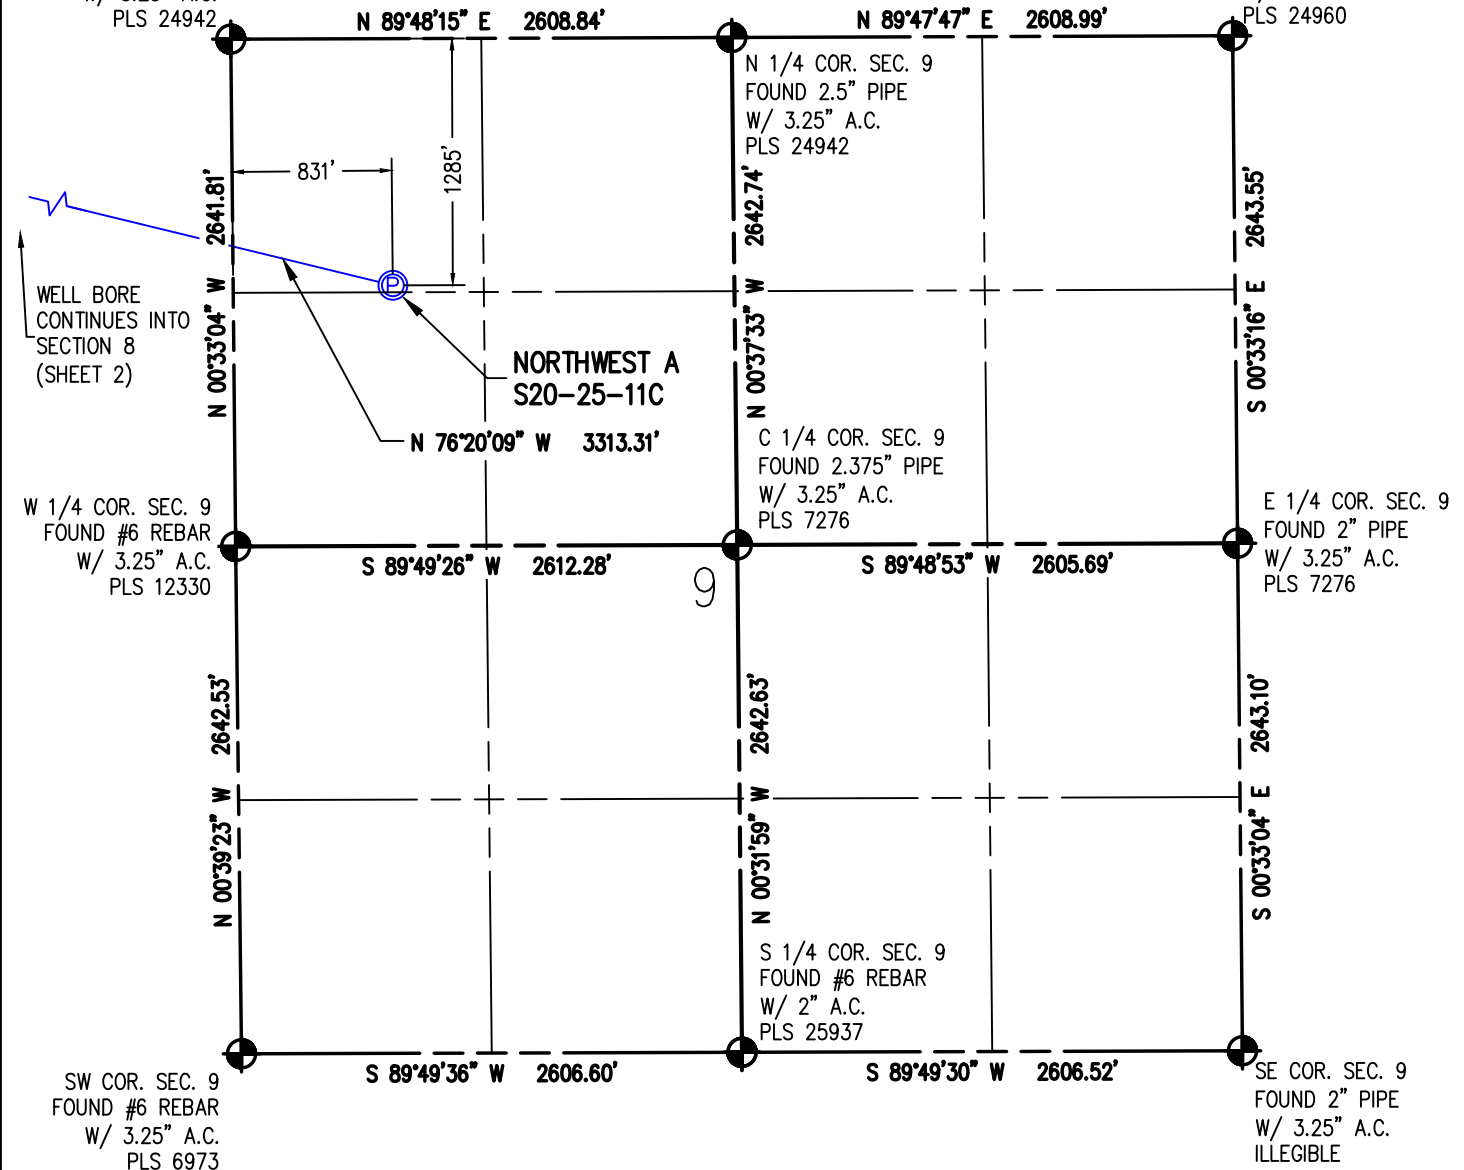 PLS 24942
N 89°48'15" E 2608.84'
N 89°47'47" E 2608.99'
PLS 24960
N 1/4 COR. SEC. 9
FOUND 2.5" PIPE
W/ 3.25" A.C.
PLS 24942
831'
1285'
N 00°33'04" W 2641.81'
N 00°37'33" W 2642.74'
S 00°33'16" E 2643.55'
WELL BORE
CONTINUES INTO
SECTION 8
(SHEET 2)
P
NORTHWEST A
S20-25-11C
N 76°20'09" W 3313.31'
C 1/4 COR. SEC. 9
FOUND 2.375" PIPE
W/ 3.25" A.C.
PLS 7276
W 1/4 COR. SEC. 9
FOUND #6 REBAR
W/ 3.25" A.C.
PLS 12330
E 1/4 COR. SEC. 9
FOUND 2" PIPE
W/ 3.25" A.C.
PLS 7276
S 89°49'26" W 2612.28'
S 89°48'53" W 2605.69'
9
N 00°39'23" W 2642.53'
N 00°31'59" W 2642.63'
S 00°33'04" E 2643.10'
S 1/4 COR. SEC. 9
FOUND #6 REBAR
W/ 2" A.C.
PLS 25937
S 89°49'36" W 2606.60'
S 89°49'30" W 2606.52'
SW COR. SEC. 9
FOUND #6 REBAR
W/ 3.25" A.C.
PLS 6973
SE COR. SEC. 9
FOUND 2" PIPE
W/ 3.25" A.C.
ILLEGIBLE